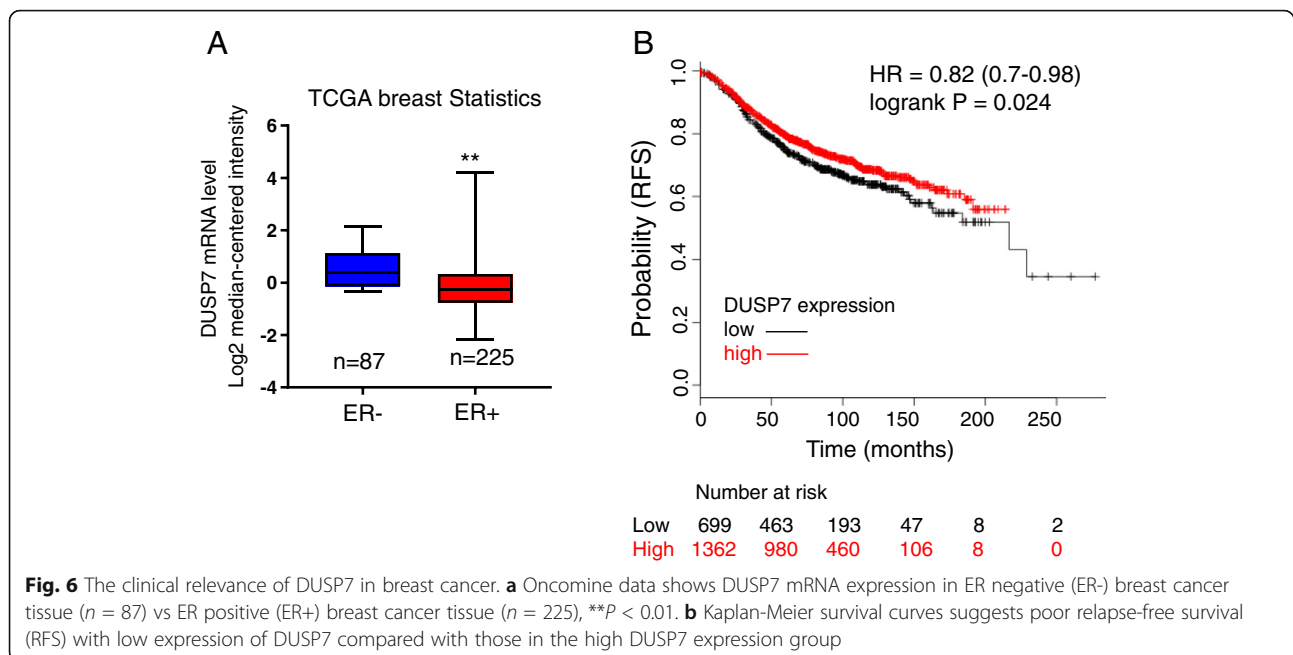 A
TCGA breast Statistics
DUSP7 mRNA level
Log2 median-centered intensity
6
4
2
0
-2
-4
**
n=87
n=225
ER-
ER+
B
HR = 0.82 (0.7-0.98)
logrank P = 0.024
Probability (RFS)
1.0
0.8
0.6
0.4
0.2
0.0
DUSP7 expression
low
high
0 50 100 150 200 250
Time (months)
Number at risk
Low 699 463 193 47 8 2
High 1362 980 460 106 8 0
Fig. 6 The clinical relevance of DUSP7 in breast cancer. a Oncomine data shows DUSP7 mRNA expression in ER negative (ER-) breast cancer
tissue (n = 87) vs ER positive (ER+) breast cancer tissue (n = 225), **P < 0.01. b Kaplan-Meier survival curves suggests poor relapse-free survival
(RFS) with low expression of DUSP7 compared with those in the high DUSP7 expression group